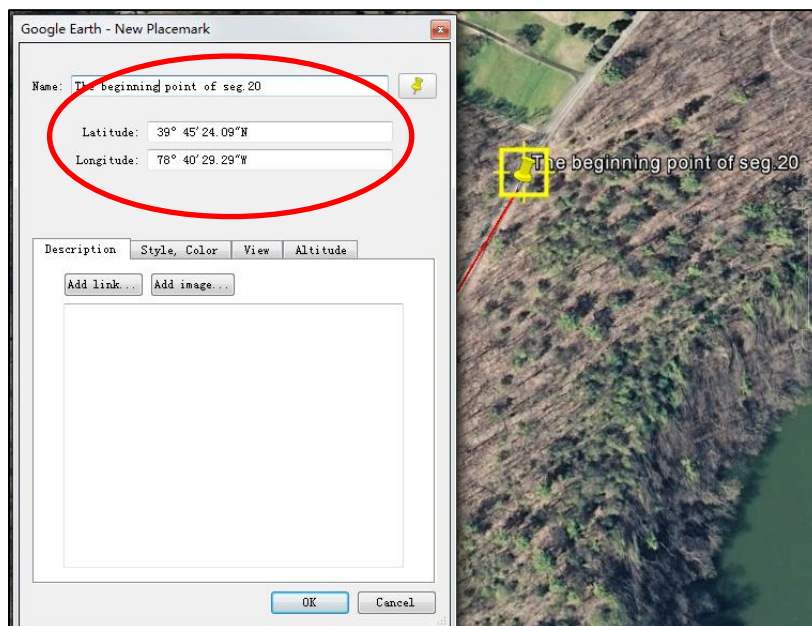 Google Earth - New Placemark
Name: The beginning point of seg.20
Latitude: 39° 45'24.09"N
Longitude: 78° 40'29.29"W
Description Style, Color View Altitude
Add link... Add image...
OK Cancel
The beginning point of seg.20